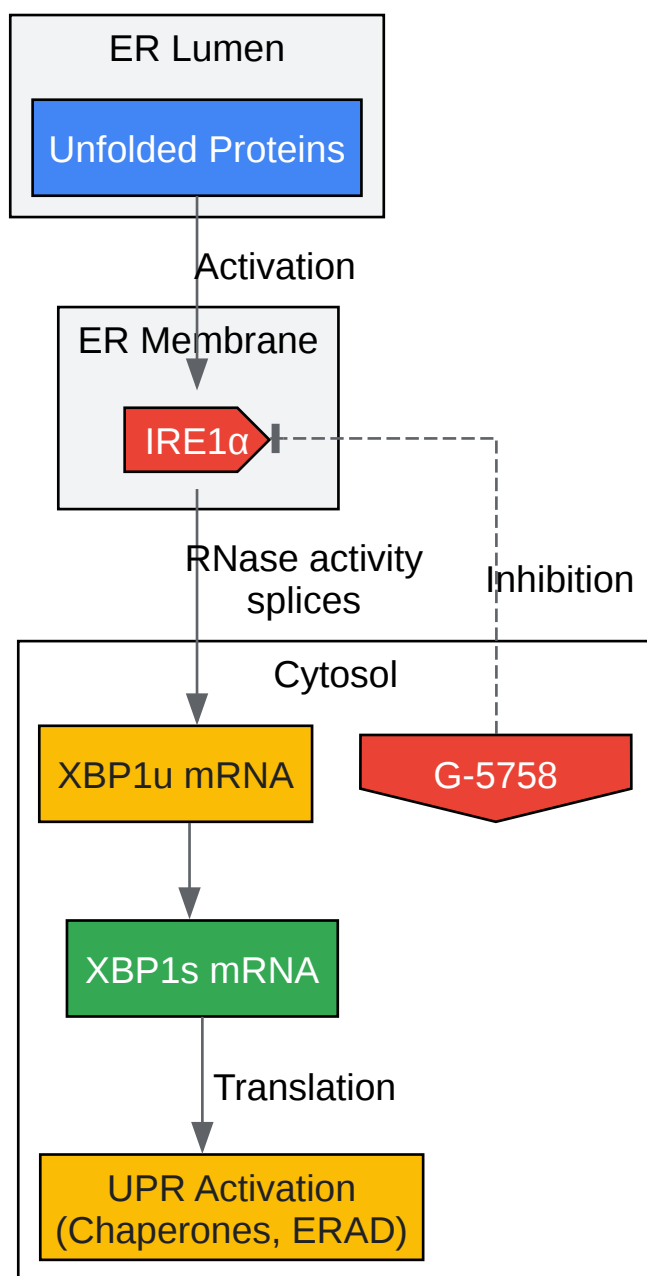 ER Lumen
Unfolded Proteins
Activation
ER Membrane
IRE1α
RNase activity
splices
Inhibition
Cytosol
XBP1u mRNA
G-5758
XBP1s mRNA
Translation
UPR Activation
(Chaperones, ERAD)